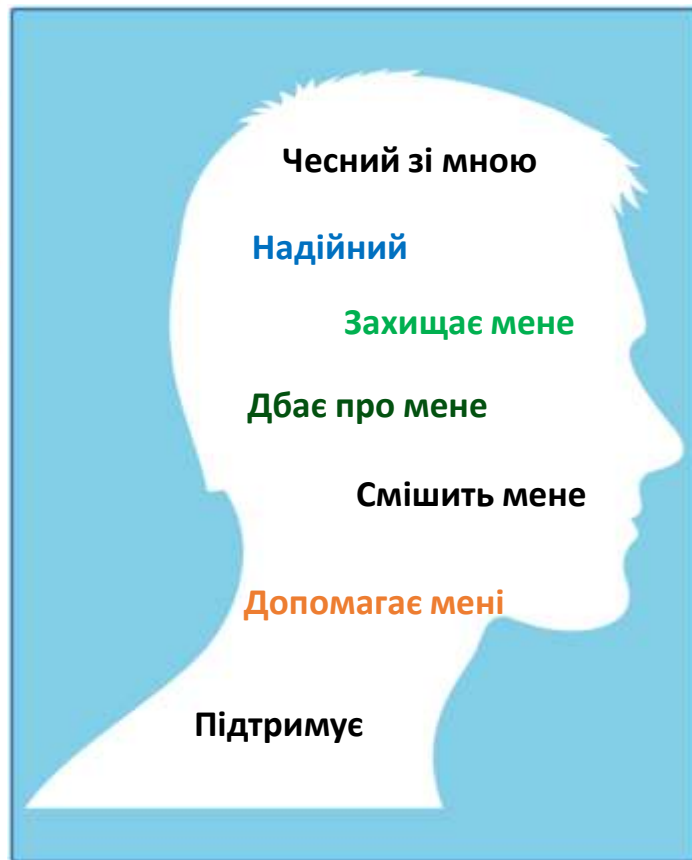 Чесний зі мною
Надійний
Захищає мене
Дбає про мене
Смішить мене
Допомагає мені
Підтримує